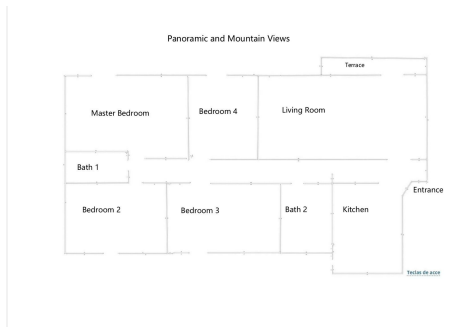 Panoramic and Mountain Views
Terrace
Master Bedroom
Bedroom 4
Living Room
Bath 1
Entrance
Bedroom 2
Bedroom 3
Bath 2
Kitchen
Teclas de acce